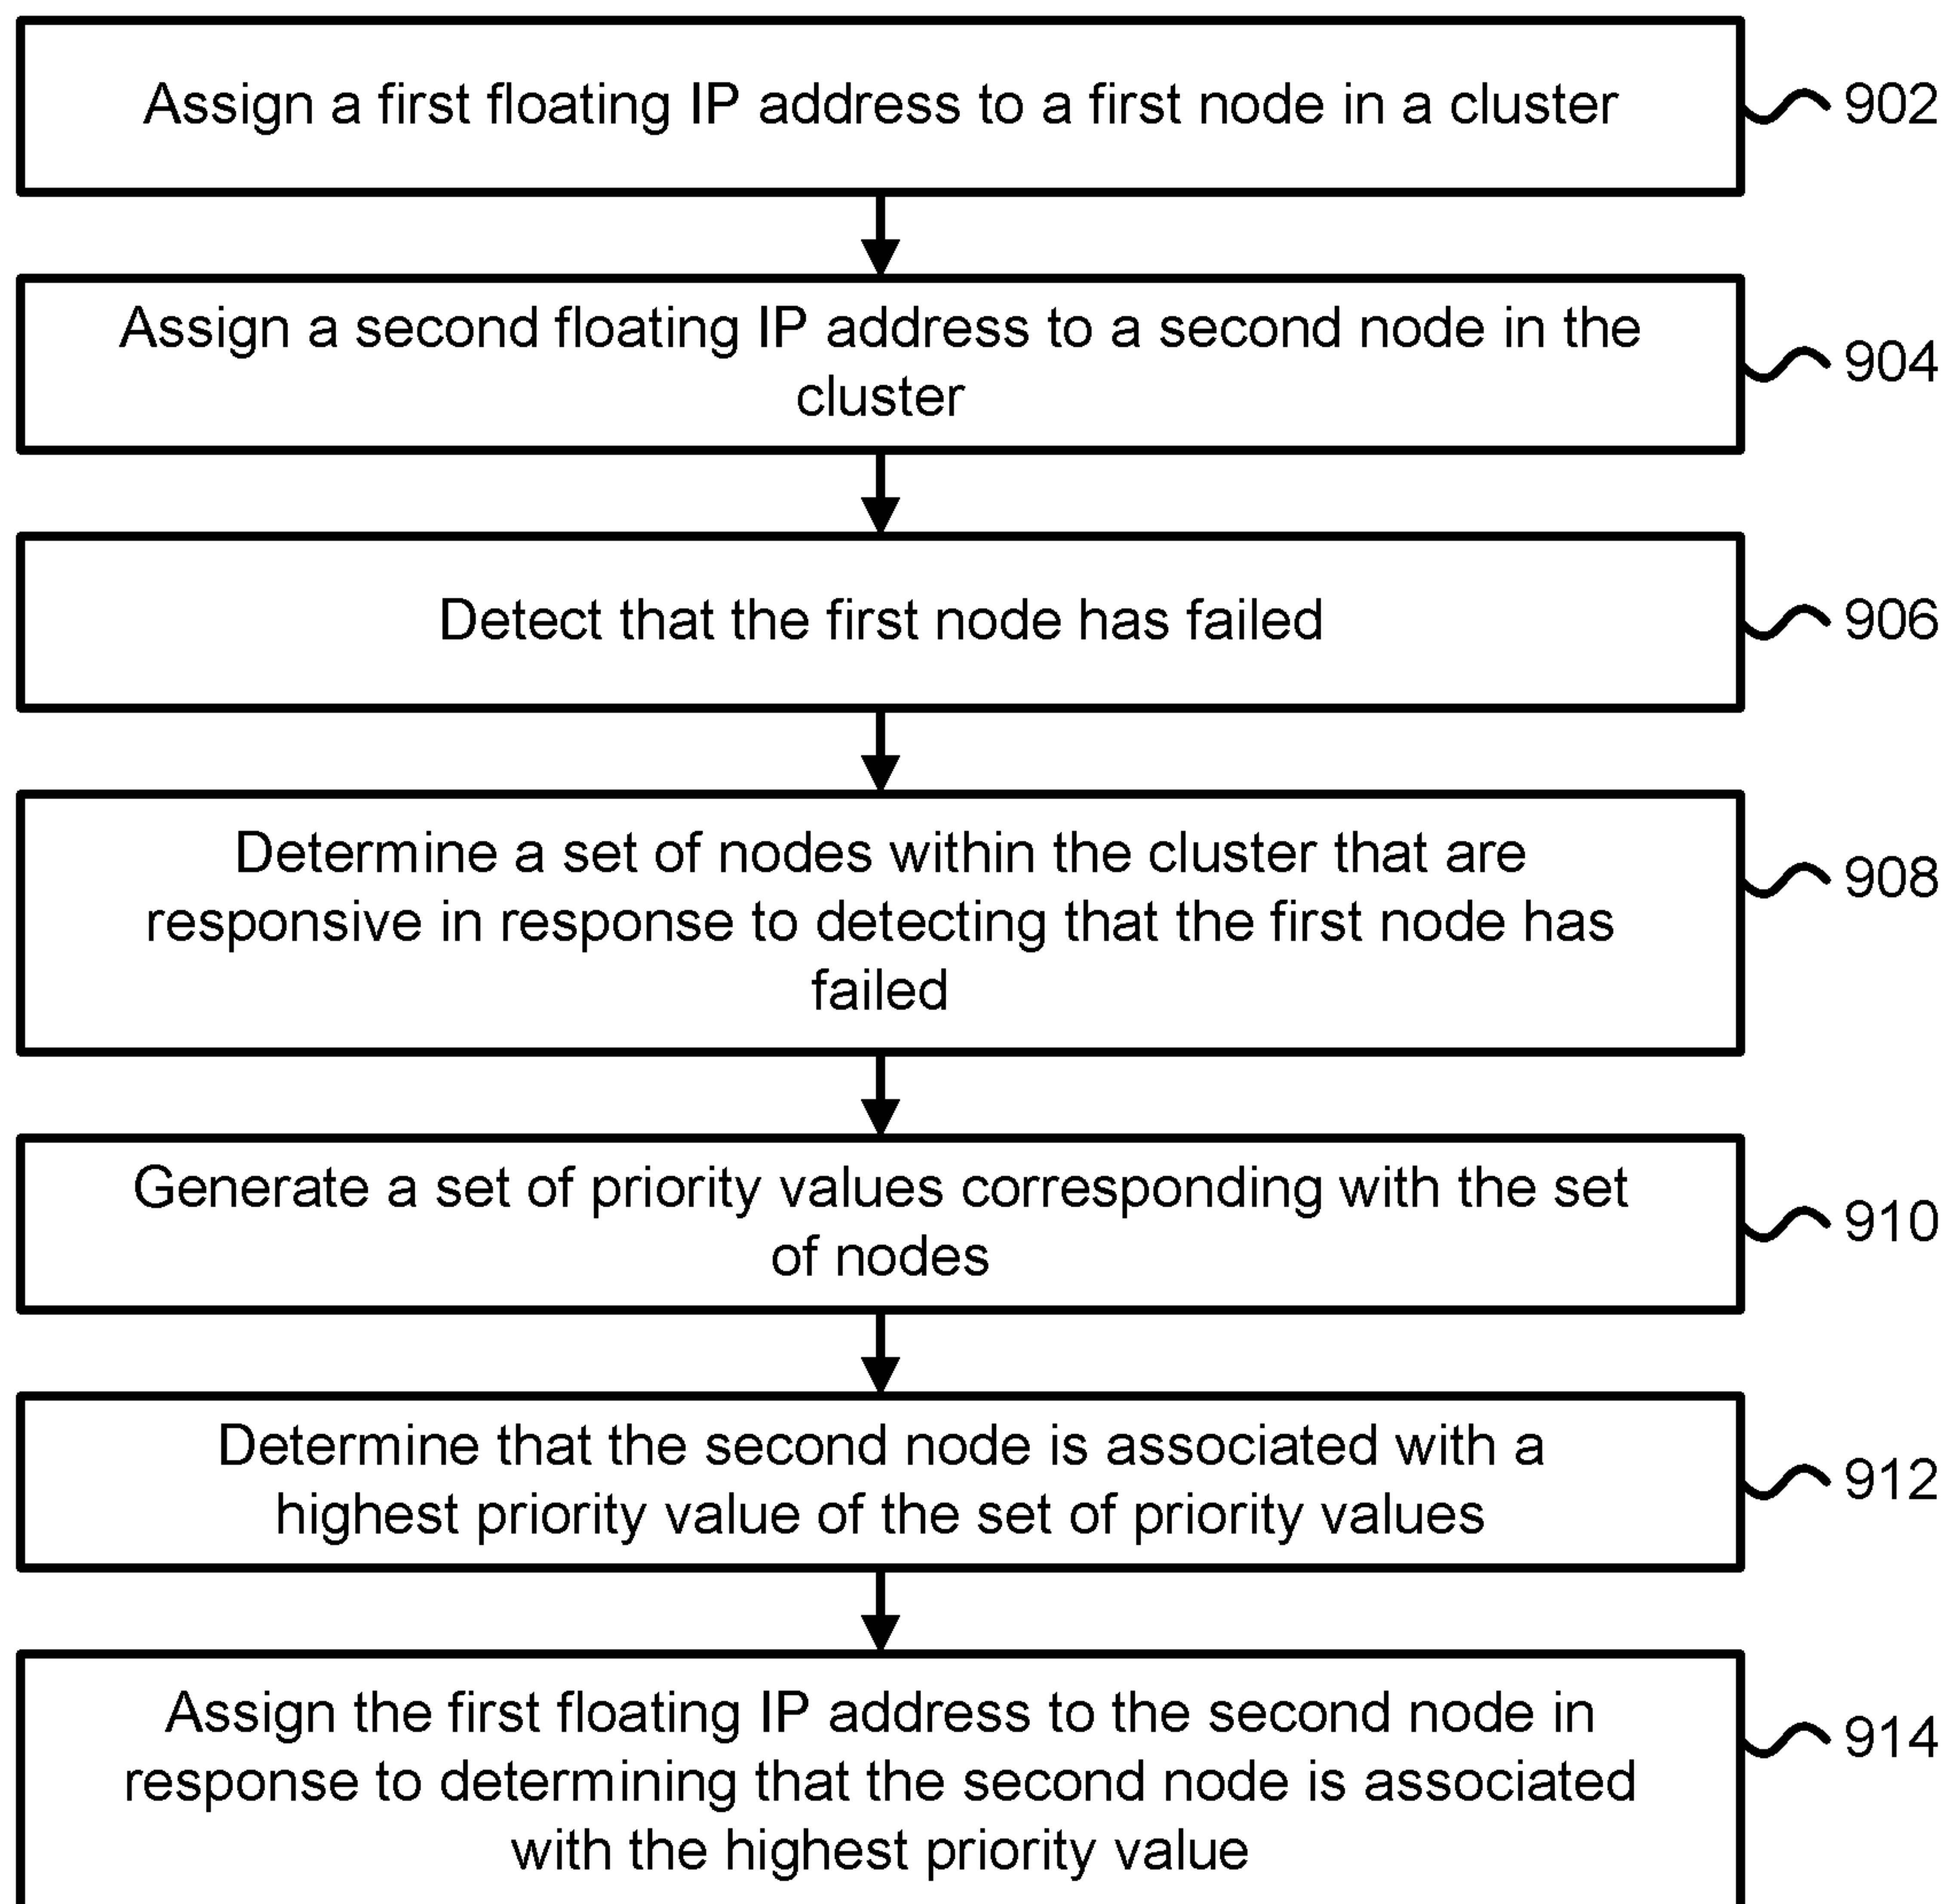 Assign a first floating IP address to a first node in a cluster
902
Assign a second floating IP address to a second node in the
cluster
904
Detect that the first node has failed
906
Determine a set of nodes within the cluster that are
responsive in response to detecting that the first node has
failed
908
Generate a set of priority values corresponding with the set
of nodes
910
Determine that the second node is associated with a
highest priority value of the set of priority values
912
Assign the first floating IP address to the second node in
response to determining that the second node is associated
with the highest priority value
914